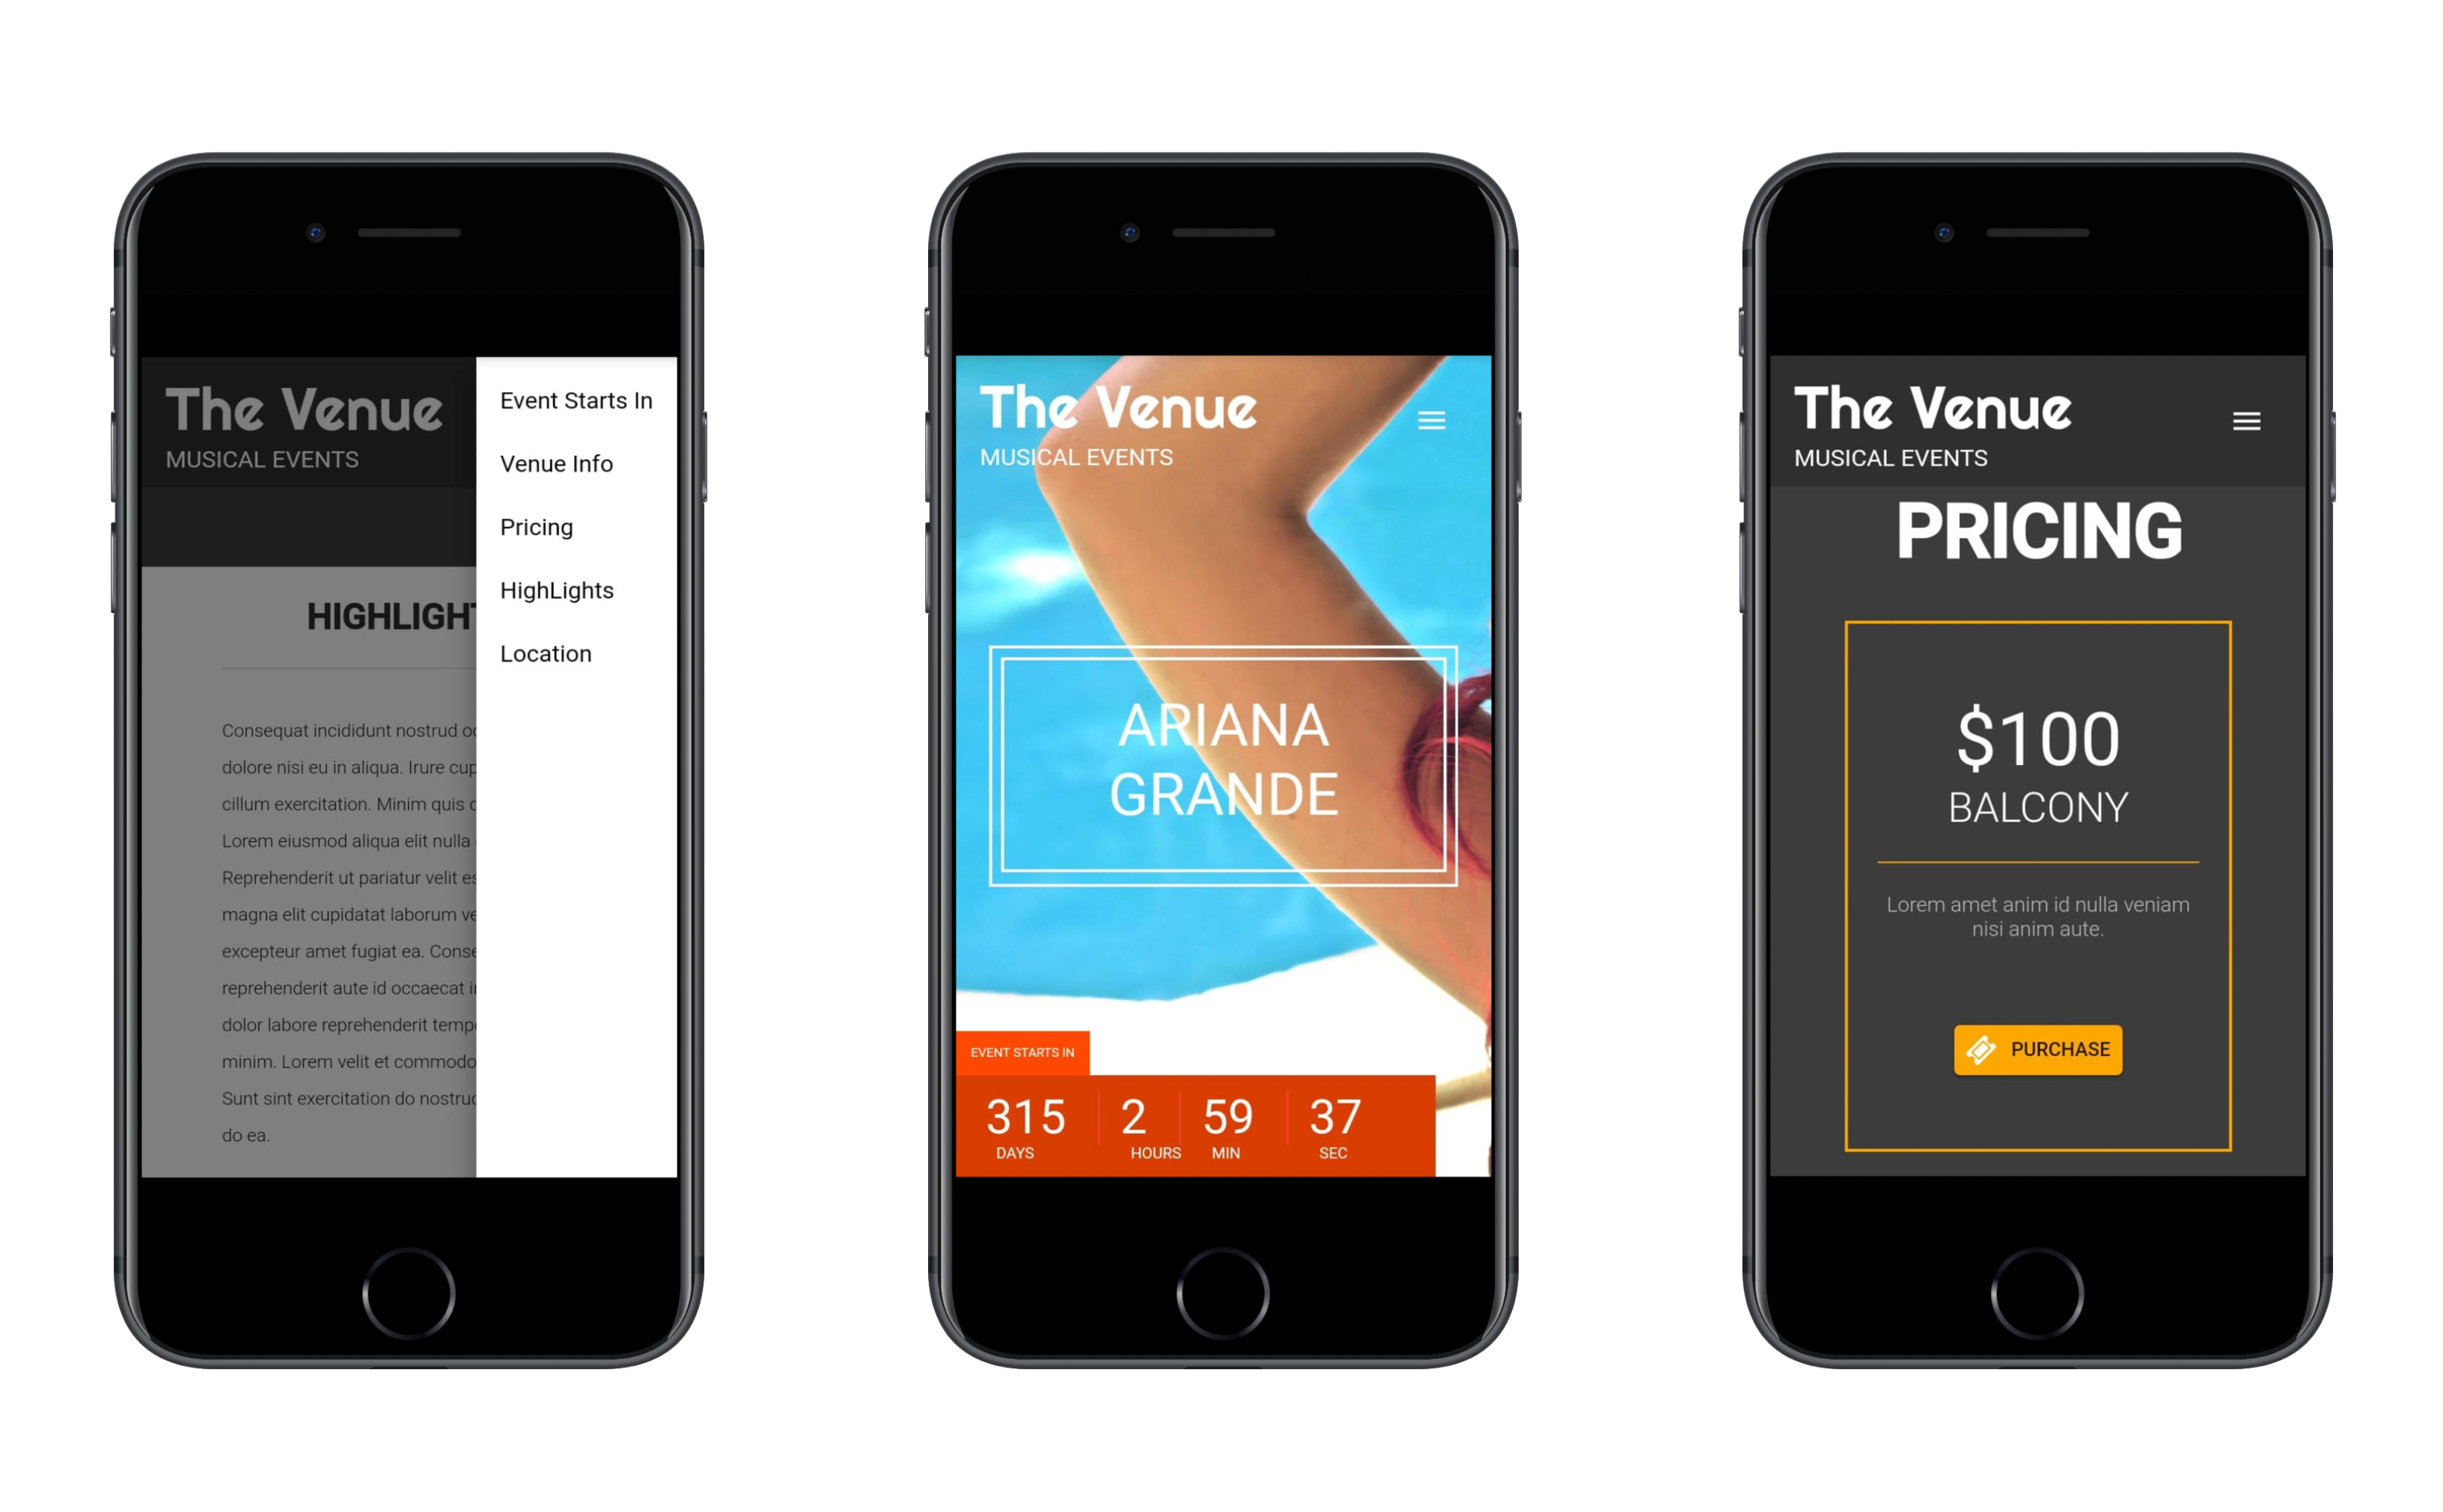 The Venue
MUSICAL EVENTS
HIGHLIGHT
Consequat incididunt nostrud
dolore nisi eu in aliqua. Irure
cillum exercitation. Minim quis
Lorem eiusmod aliqua elit nulla
Reprehenderit ut pariatur velit
magna elit cupidatat laborum
excepteur amet fugiat ea.
reprehenderit aute id occaecat
dolor labore reprehenderit
minim. Lorem velit et commodo
Sunt sint exercitation do
do ea.
Event Starts In
Venue Info
Pricing
HighLights
Location
The Venue
MUSICAL EVENTS
ARIANA
GRANDE
EVENT STARTS IN
315 2 59 37
DAYS HOURS MIN SEC
The Venue
MUSICAL EVENTS
PRICING
$100
BALCONY
Lorem amet anim id nulla veniam
nisi anim aute.
PURCHASE